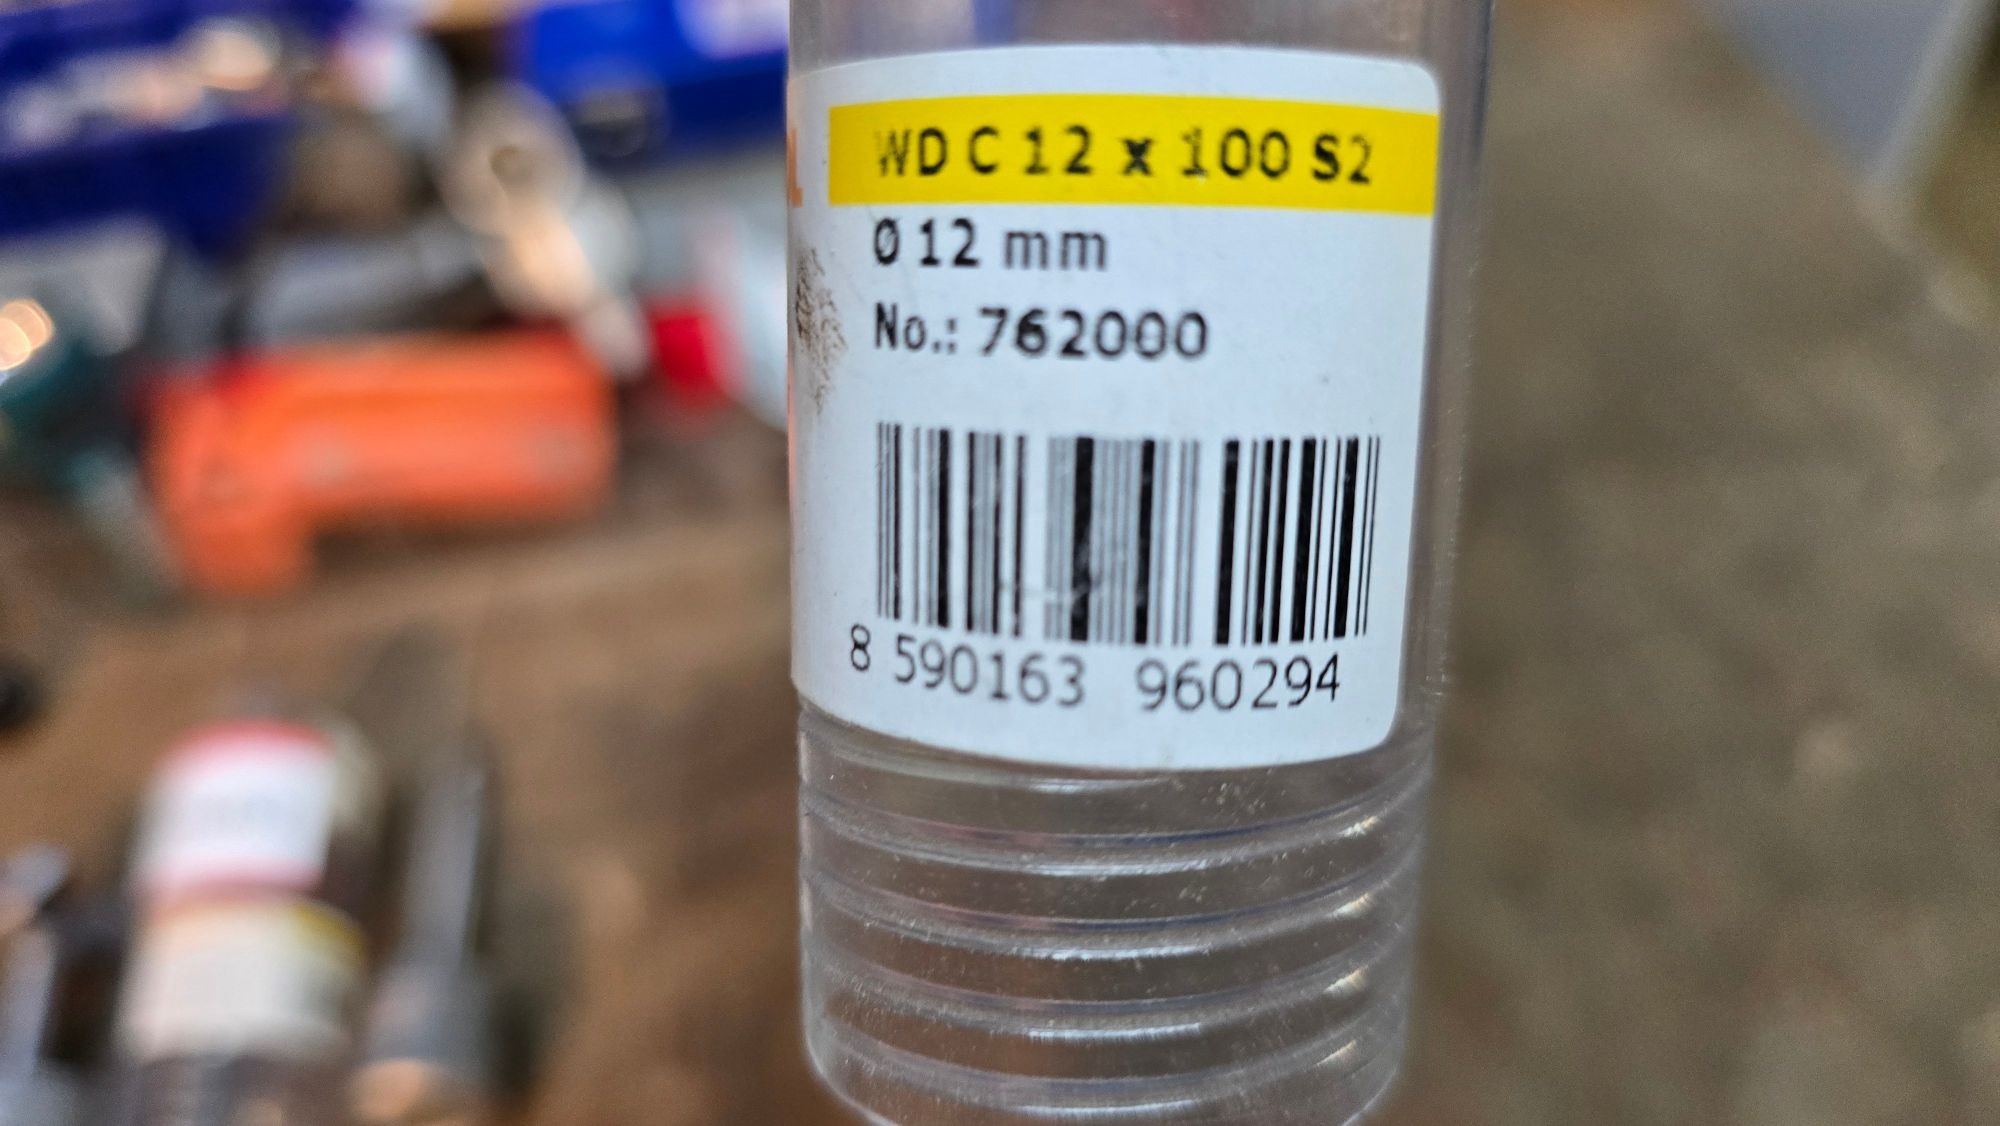 WD C 12 x 100 S2
Ø 12 mm
No.: 762000
8 590163 960294